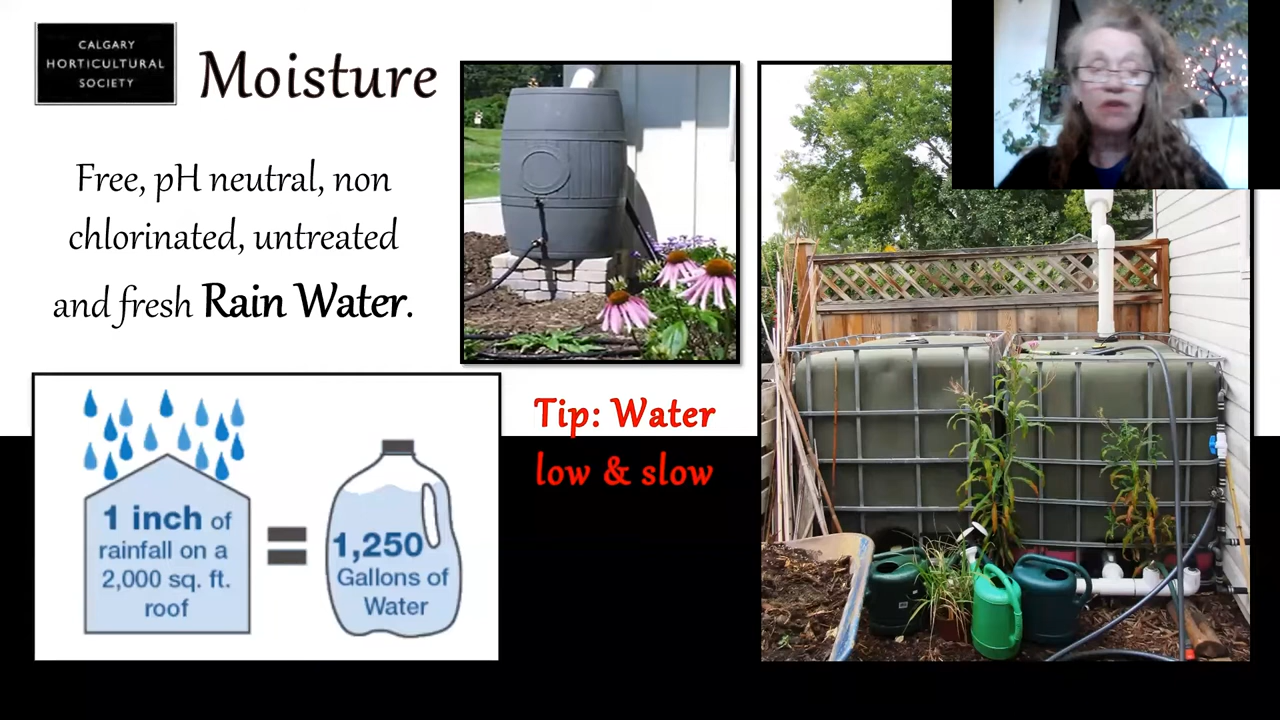 CALGARY
HORTICULTURAL
SOCIETY
Moisture
Free, pH neutral, non
chlorinated, untreated
and fresh Rain Water.
Tip: Water
low & slow
1 inch of
rainfall on a
2,000 sq. ft.
roof
=
1,250
Gallons of
Water